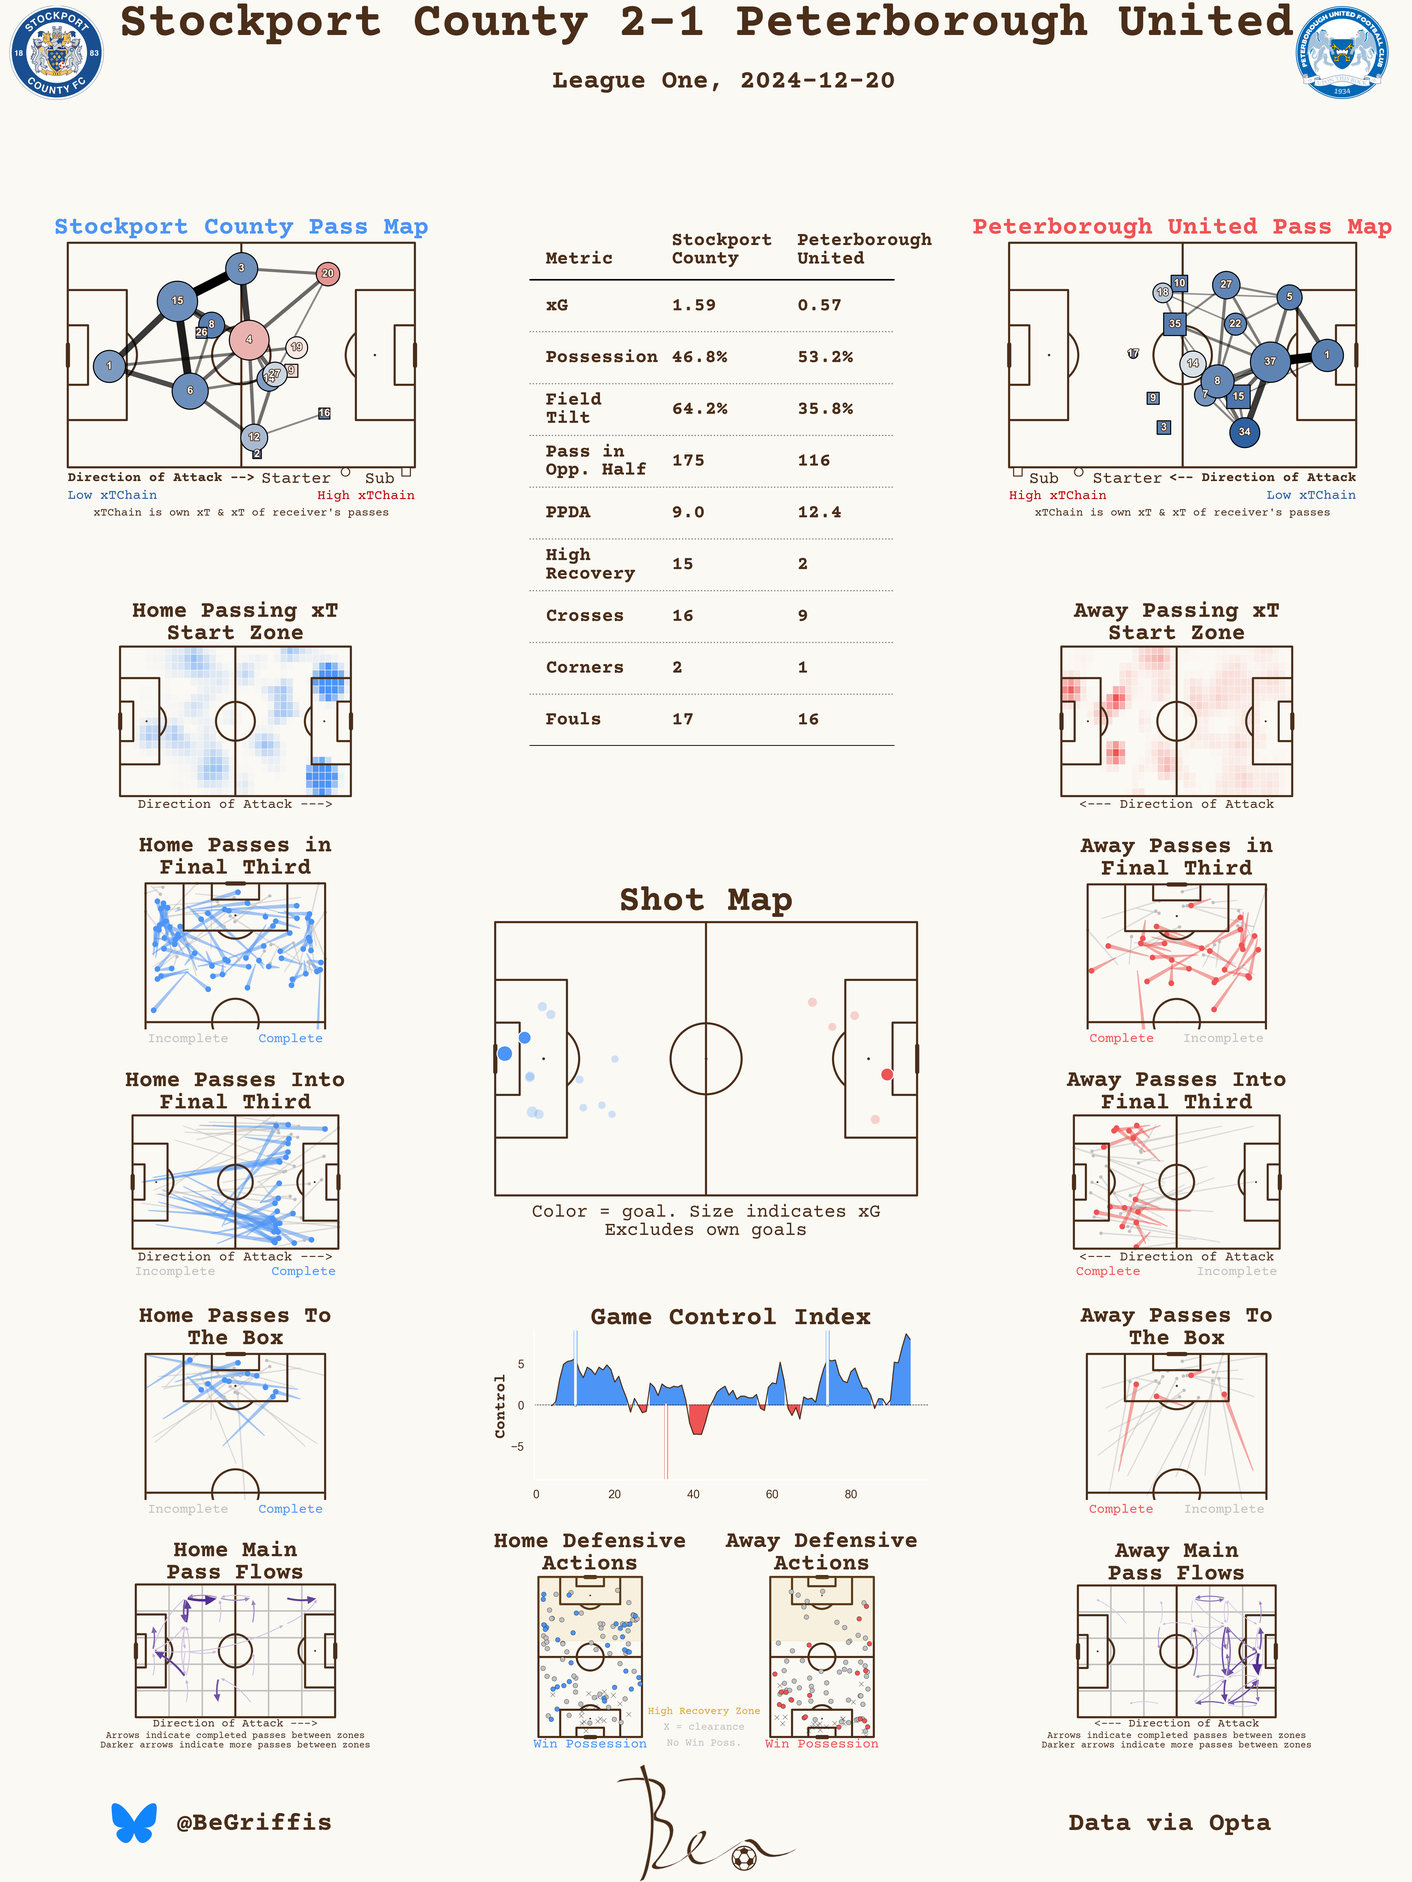 Stockport County 2-1 Peterborough United
League One, 2024-12-20
STOCKPORT
18 83
COUNTY FC
PETERBOROUGH UNITED FOOTBALL CLUB
1934
Stockport County Pass Map
3
20
15
8
26
4
19
1
9
27
14
6
16
12
2
Direction of Attack --> Starter Sub
Low xTChain High xTChain
xTChain is own xT & xT of receiver's passes
Metric Stockport County Peterborough United
xG 1.59 0.57
Possession 46.8% 53.2%
Field Tilt 64.2% 35.8%
Pass in Opp. Half 175 116
PPDA 9.0 12.4
High Recovery 15 2
Crosses 16 9
Corners 2 1
Fouls 17 16
Peterborough United Pass Map
10
18
27
5
35
22
17
14
37
1
8
7
15
9
3
34
Sub Starter <-- Direction of Attack
High xTChain Low xTChain
xTChain is own xT & xT of receiver's passes
Home Passing xT
Start Zone
Direction of Attack --->
Away Passing xT
Start Zone
<--- Direction of Attack
Home Passes in
Final Third
Incomplete Complete
Away Passes in
Final Third
Complete Incomplete
Shot Map
Color = goal. Size indicates xG
Excludes own goals
Home Passes Into
Final Third
Direction of Attack --->
Incomplete Complete
Away Passes Into
Final Third
<--- Direction of Attack
Complete Incomplete
Home Passes To
The Box
Incomplete Complete
Game Control Index
Control
5
0
−5
0 20 40 60 80
Away Passes To
The Box
Complete Incomplete
Home Main
Pass Flows
Direction of Attack --->
Arrows indicate completed passes between zones
Darker arrows indicate more passes between zones
Home Defensive
Actions
Win Possession
High Recovery Zone
X = clearance
No Win Poss.
Away Defensive
Actions
Win Possession
Away Main
Pass Flows
<--- Direction of Attack
Arrows indicate completed passes between zones
Darker arrows indicate more passes between zones
@BeGriffis
Ben
Data via Opta